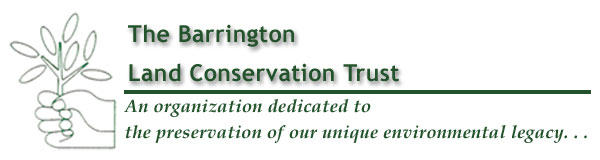 The Barrington
Land Conservation Trust
An organization dedicated to
the preservation of our unique environmental legacy. . .